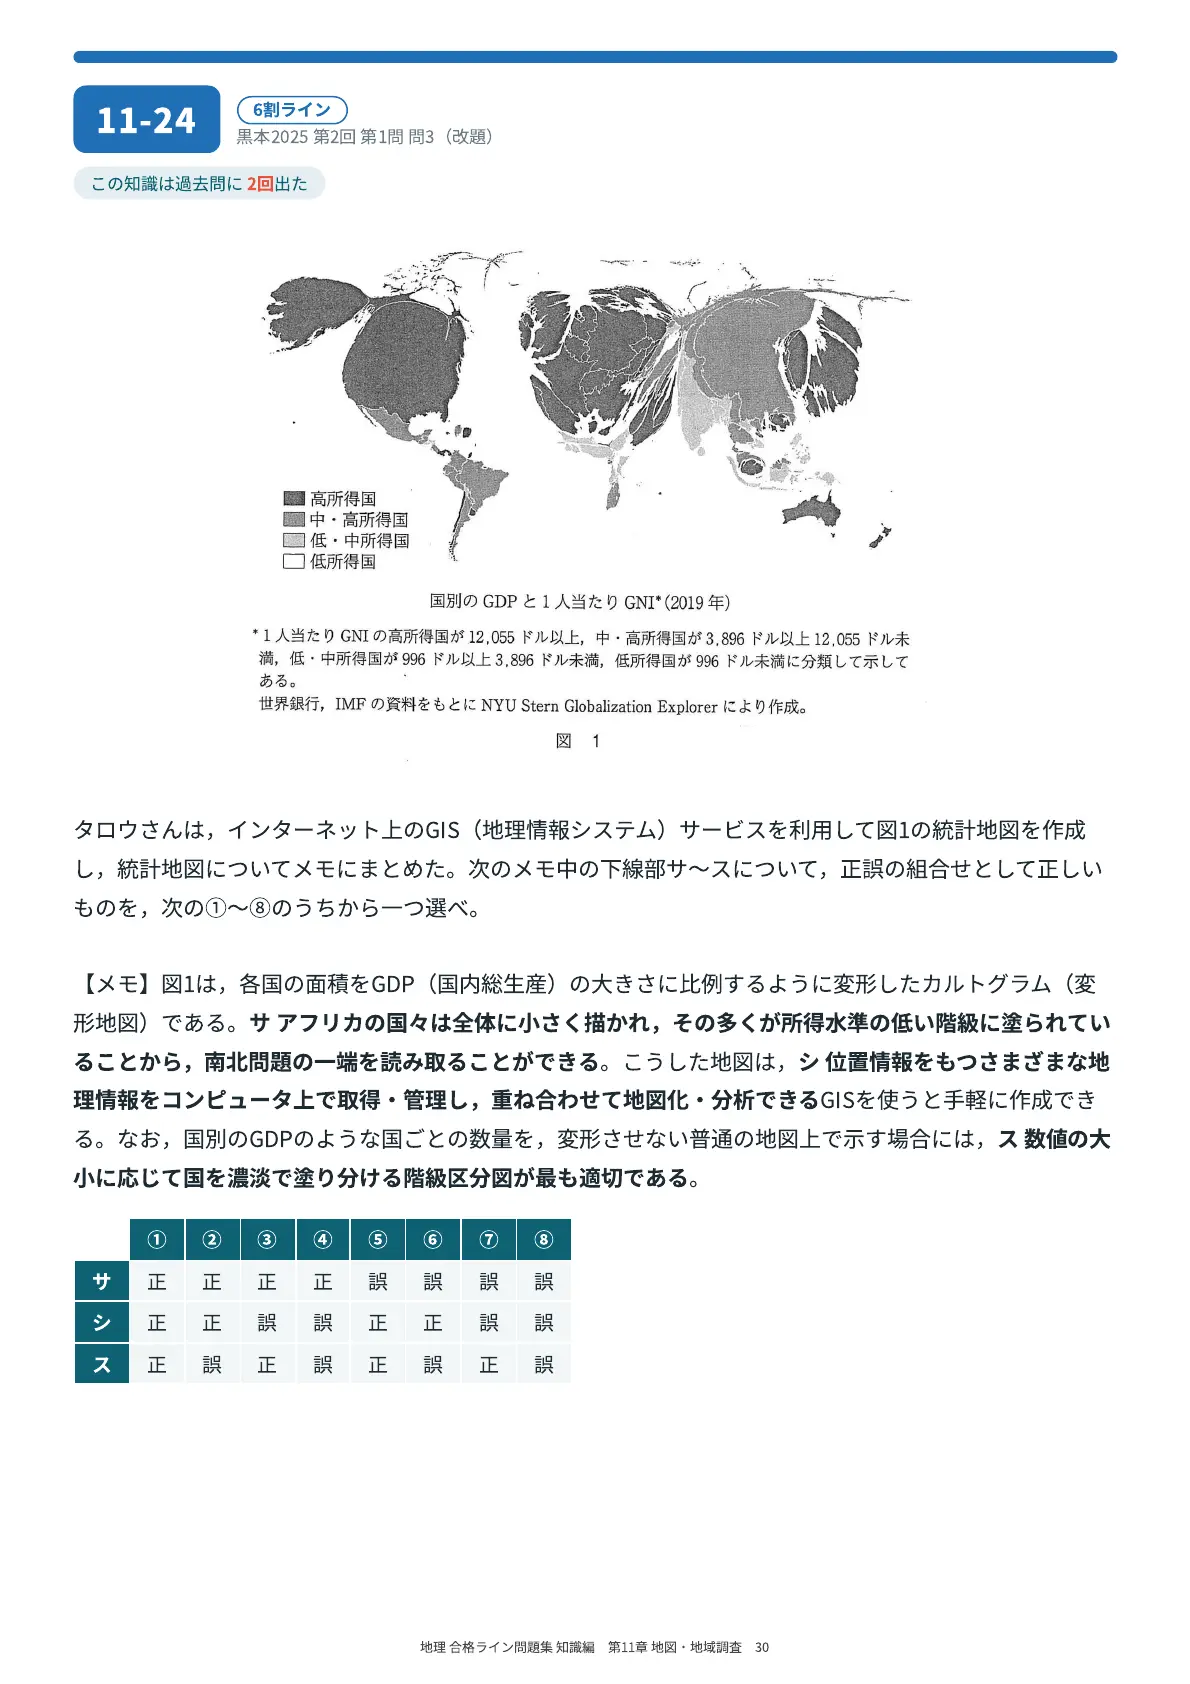 11-24
6割ライン
黒本2025 第2回 第1問 問3（改題）
この知識は過去問に 2回出た
高所得国
中・高所得国
低・中所得国
低所得国
国別の GDP と 1 人当たり GNI*(2019 年)
* 1 人当たり GNI の高所得国が 12,055 ドル以上，中・高所得国が 3,896 ドル以上 12,055 ドル未
満，低・中所得国が 996 ドル以上 3,896 ドル未満，低所得国が 996 ドル未満に分類して示して
ある。
世界銀行，IMF の資料をもとに NYU Stern Globalization Explorer により作成。
図 1
タロウさんは，インターネット上のGIS（地理情報システム）サービスを利用して図1の統計地図を作成
し，統計地図についてメモにまとめた。次のメモ中の下線部サ～スについて，正誤の組合せとして正しい
ものを，次の①～⑧のうちから一つ選べ。
【メモ】図1は，各国の面積をGDP（国内総生産）の大きさに比例するように変形したカルトグラム（変
形地図）である。サ アフリカの国々は全体に小さく描かれ，その多くが所得水準の低い階級に塗られてい
ることから，南北問題の一端を読み取ることができる。こうした地図は，シ 位置情報をもつさまざまな地
理情報をコンピュータ上で取得・管理し，重ね合わせて地図化・分析できるGISを使うと手軽に作成でき
る。なお，国別のGDPのような国ごとの数量を，変形させない普通の地図上で示す場合には，ス 数値の大
小に応じて国を濃淡で塗り分ける階級区分図が最も適切である。
① ② ③ ④ ⑤ ⑥ ⑦ ⑧
サ 正 正 正 正 誤 誤 誤 誤
シ 正 正 誤 誤 正 正 誤 誤
ス 正 誤 正 誤 正 誤 正 誤
地理 合格ライン問題集 知識編 第11章 地図・地域調査 30